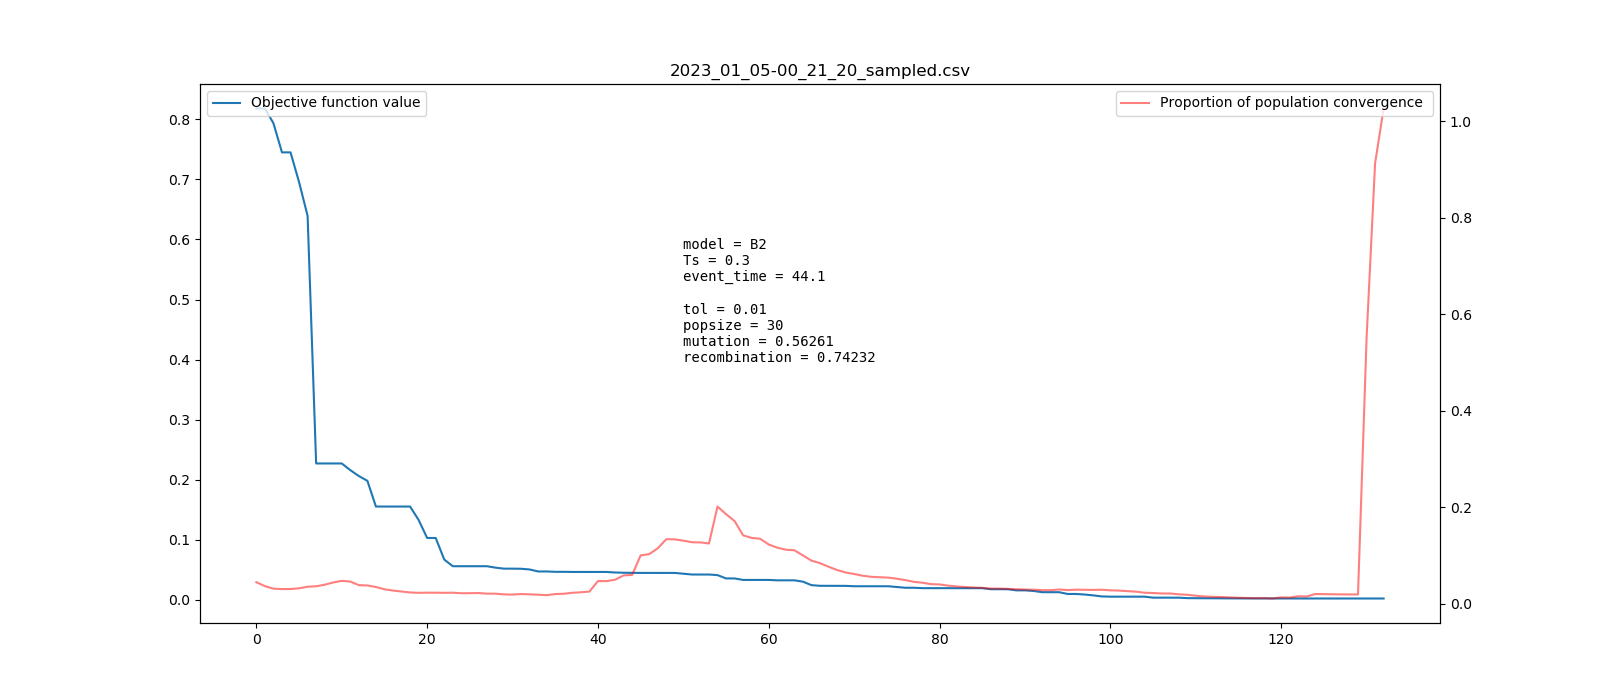 2023_01_05-00_21_20_sampled.csv
Objective function value
Proportion of population convergence
0.8
0.7
0.6
0.5
0.4
0.3
0.2
0.1
0.0
model = B2
Ts = 0.3
event_time = 44.1
tol = 0.01
popsize = 30
mutation = 0.56261
recombination = 0.74232
1.0
0.8
0.6
0.4
0.2
0.0
0
20
40
60
80
100
120